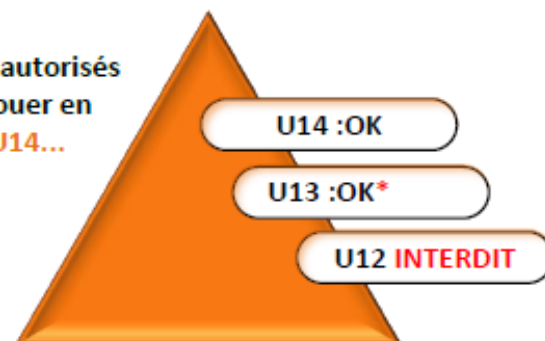 autorisés
ouer en
U14...
U14 :OK
U13 :OK*
U12 INTERDIT